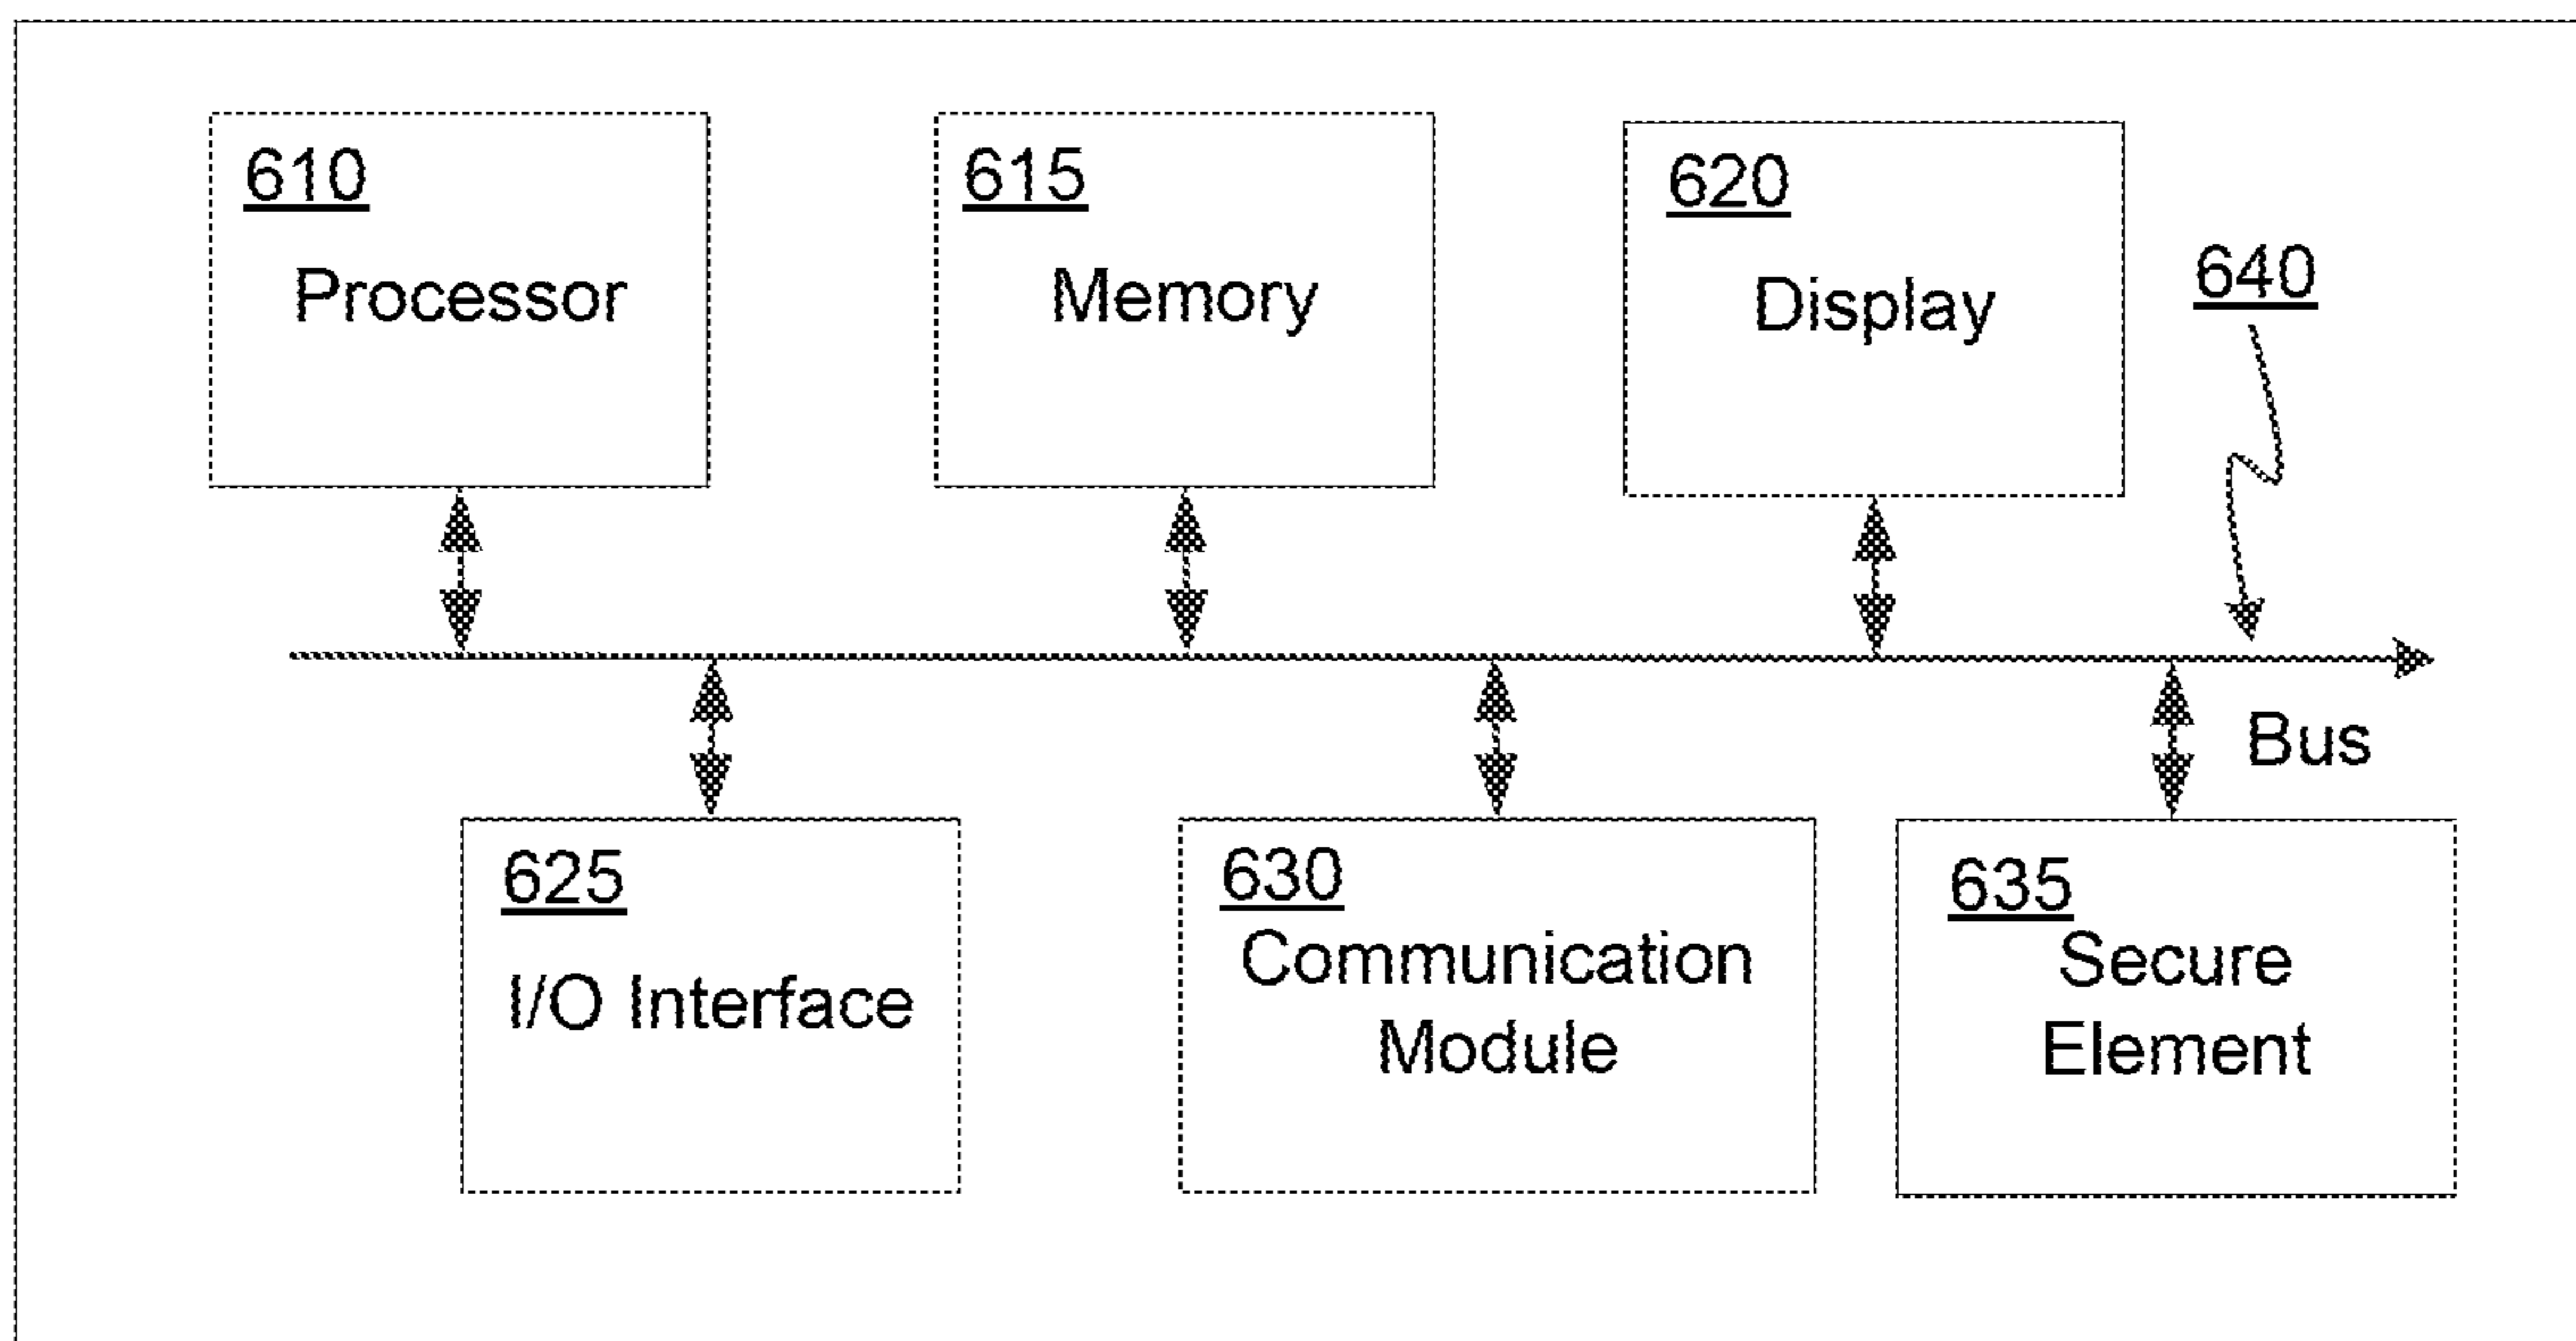 610
Processor
615
Memory
620
Display
640
Bus
625
I/O Interface
630
Communication
Module
635
Secure
Element